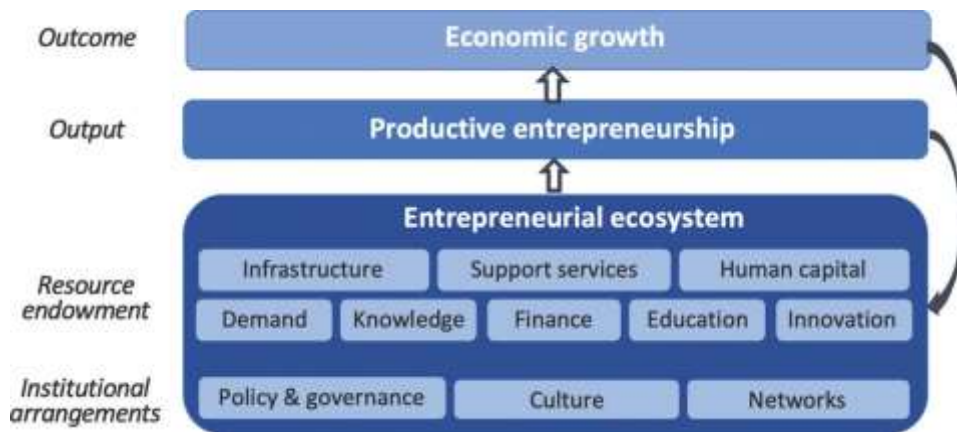 Outcome
Economic growth
Output
Productive entrepreneurship
Entrepreneurial ecosystem
Resource
endowment
Infrastructure
Support services
Human capital
Demand
Knowledge
Finance
Education
Innovation
Institutional
arrangements
Policy & governance
Culture
Networks